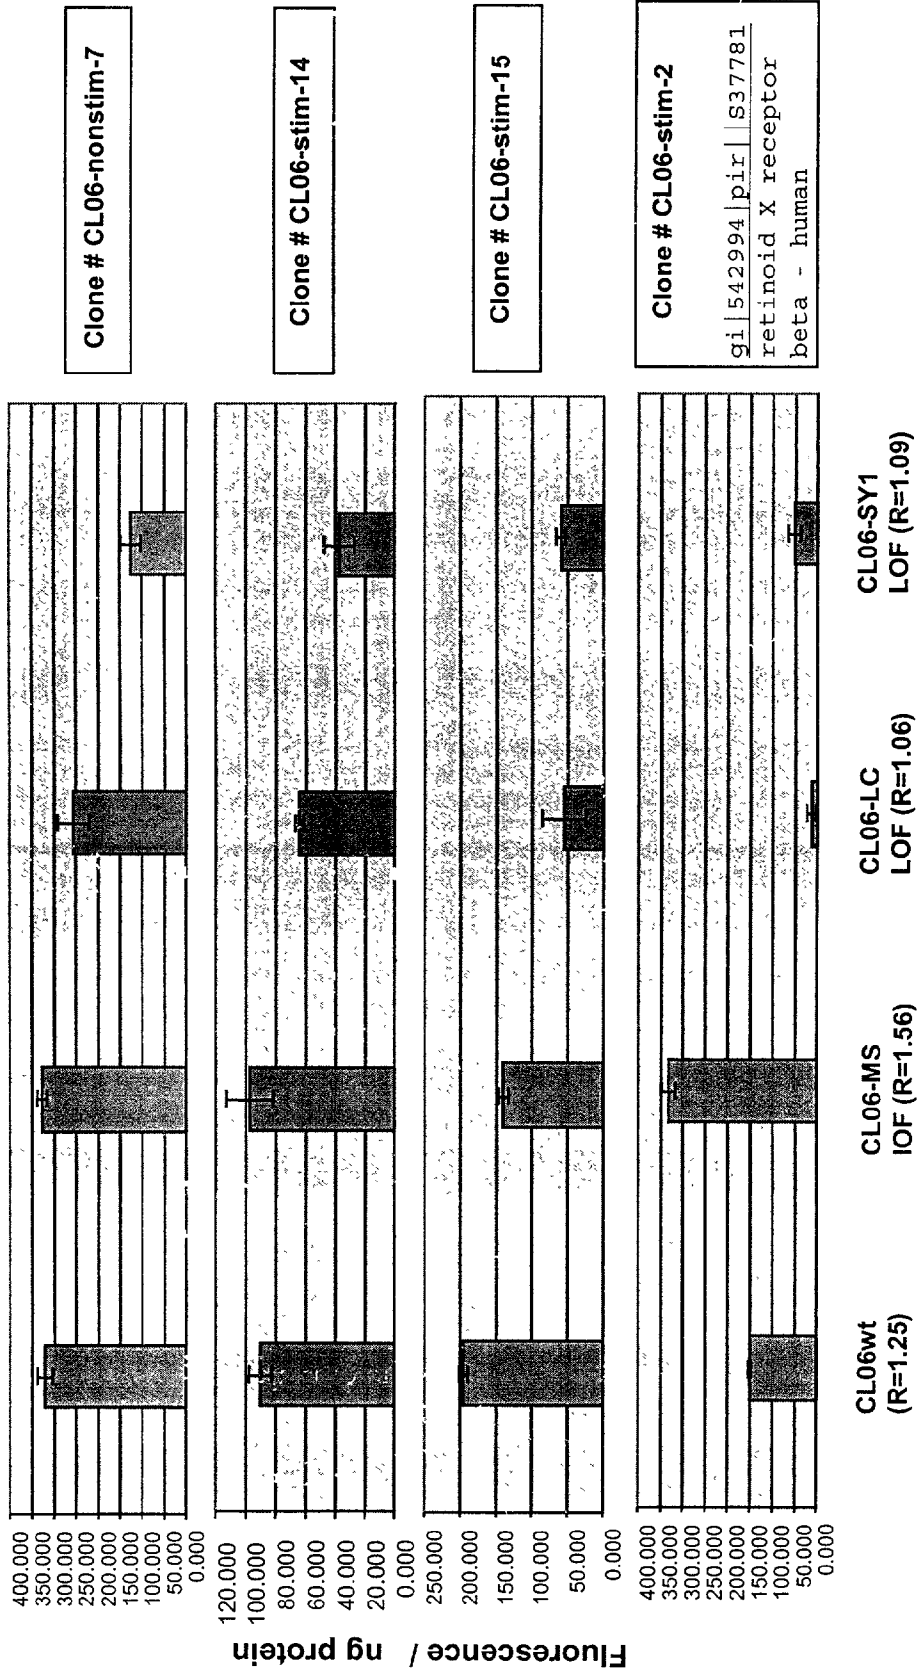 Fluorescence / ng protein
400.000
350.000
300.000
250.000
200.000
150.000
100.000
50.000
0.000
Clone # CL06-nonstim-7
120.000
100.000
80.000
60.000
40.000
20.000
0.000
Clone # CL06-stim-14
250.000
200.000
150.000
100.000
50.000
0.000
Clone # CL06-stim-15
400.000
350.000
300.000
250.000
200.000
150.000
100.000
50.000
0.000
Clone # CL06-stim-2
gi|542994|pir||S37781
retinoid X receptor
beta - human
CL06wt
(R=1.25)
CL06-MS
IOF (R=1.56)
CL06-LC
LOF (R=1.06)
CL06-SY1
LOF (R=1.09)